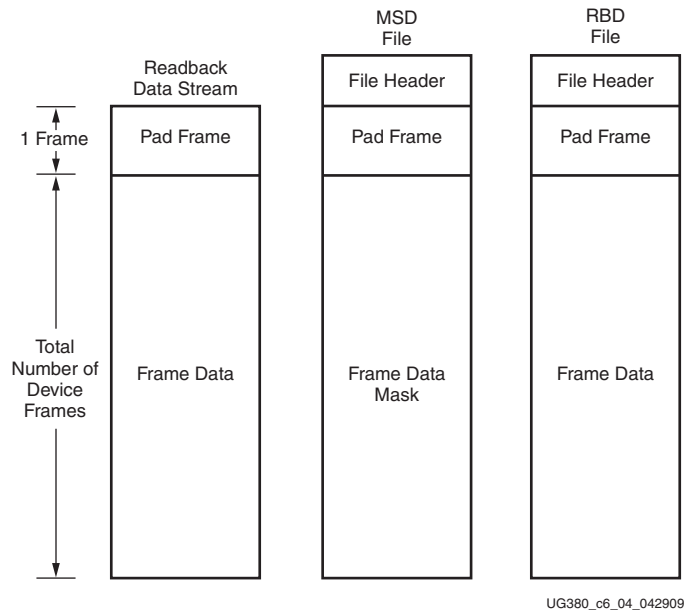 MSD
File
RBD
File
Readback
Data Stream
File Header
File Header
1 Frame
Pad Frame
Pad Frame
Pad Frame
Total
Number of
Device
Frames
Frame Data
Frame Data
Mask
Frame Data
UG380_c6_04_042909